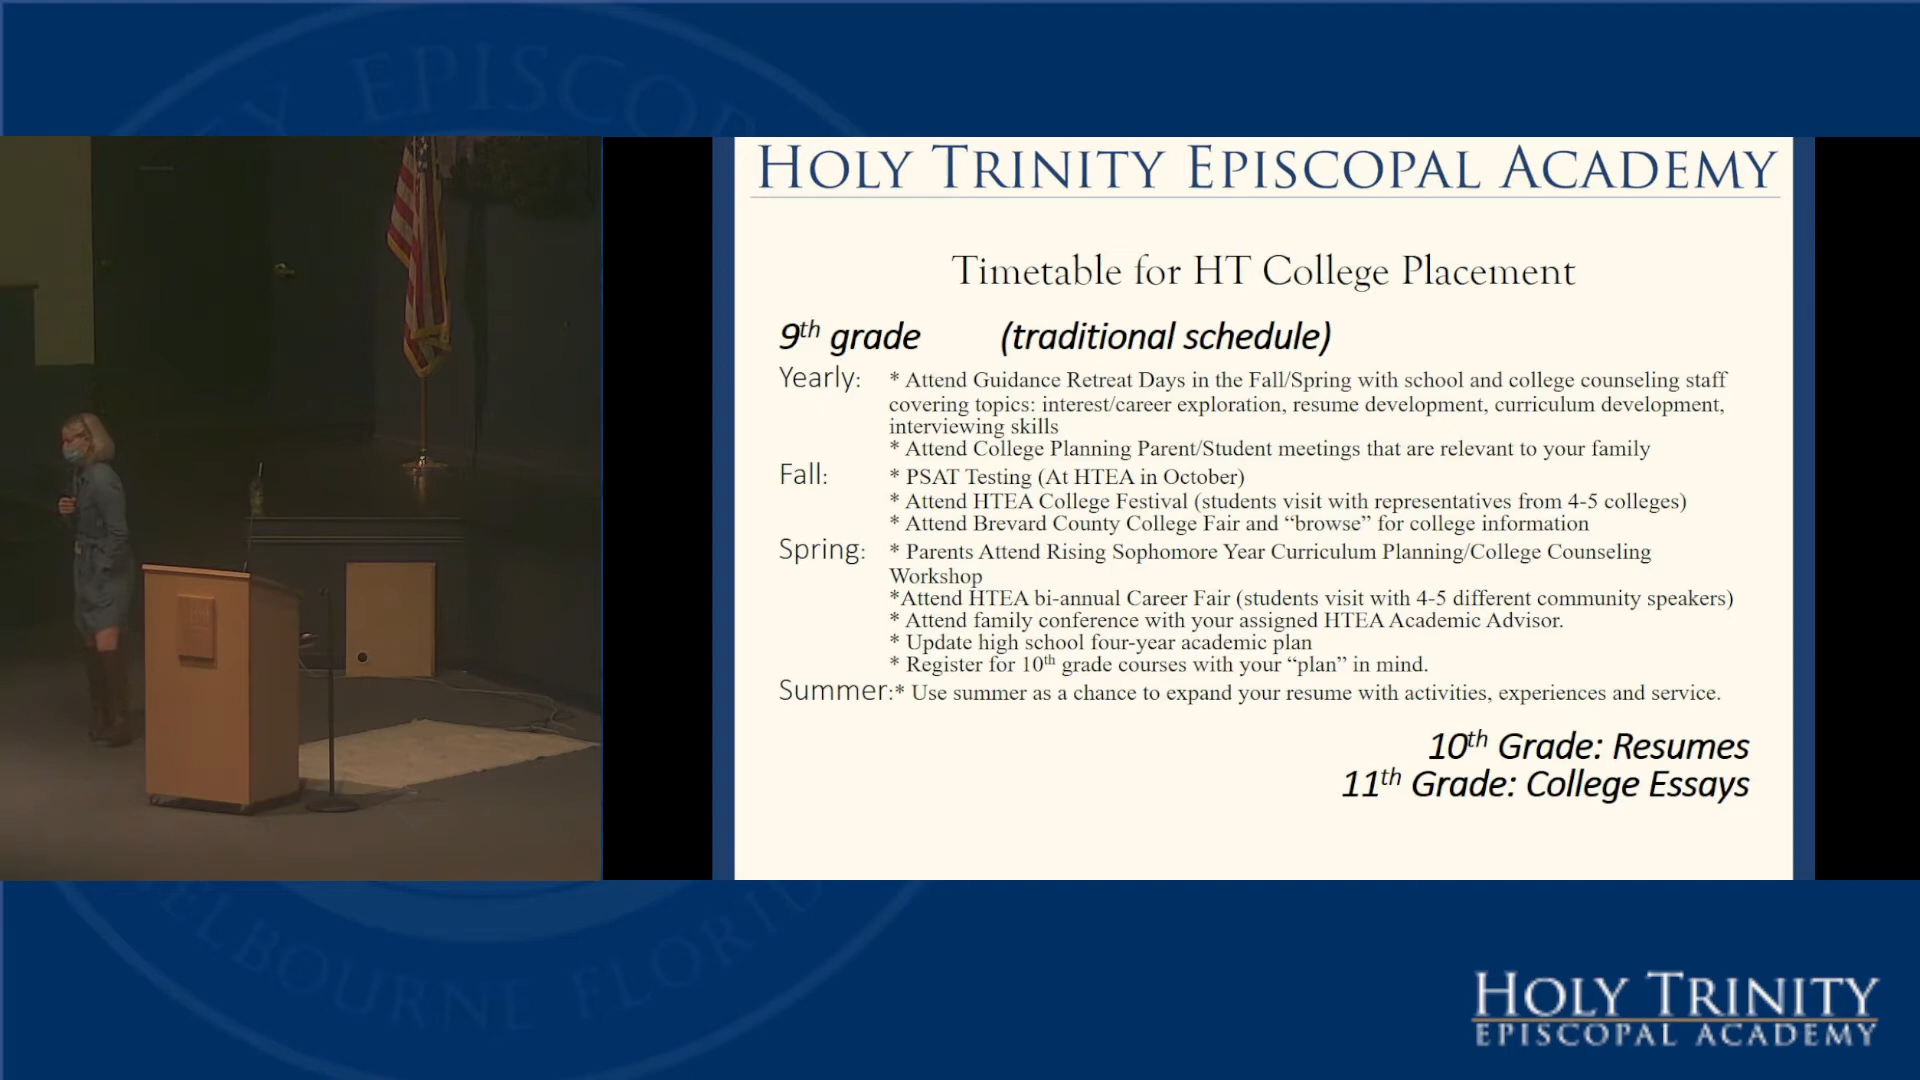 EPISCOP
HOLY TRINITY EPISCOPAL ACADEMY
Timetable for HT College Placement
9th grade (traditional schedule)
Yearly: * Attend Guidance Retreat Days in the Fall/Spring with school and college counseling staff
covering topics: interest/career exploration, resume development, curriculum development,
interviewing skills
* Attend College Planning Parent/Student meetings that are relevant to your family
Fall: * PSAT Testing (At HTEA in October)
* Attend HTEA College Festival (students visit with representatives from 4-5 colleges)
* Attend Brevard County College Fair and “browse” for college information
Spring: * Parents Attend Rising Sophomore Year Curriculum Planning/College Counseling
Workshop
*Attend HTEA bi-annual Career Fair (students visit with 4-5 different community speakers)
* Attend family conference with your assigned HTEA Academic Advisor.
* Update high school four-year academic plan
* Register for 10th grade courses with your “plan” in mind.
Summer:* Use summer as a chance to expand your resume with activities, experiences and service.
10th Grade: Resumes
11th Grade: College Essays
ELBOURNE FLORID
HOLY TRINITY
EPISCOPAL ACADEMY